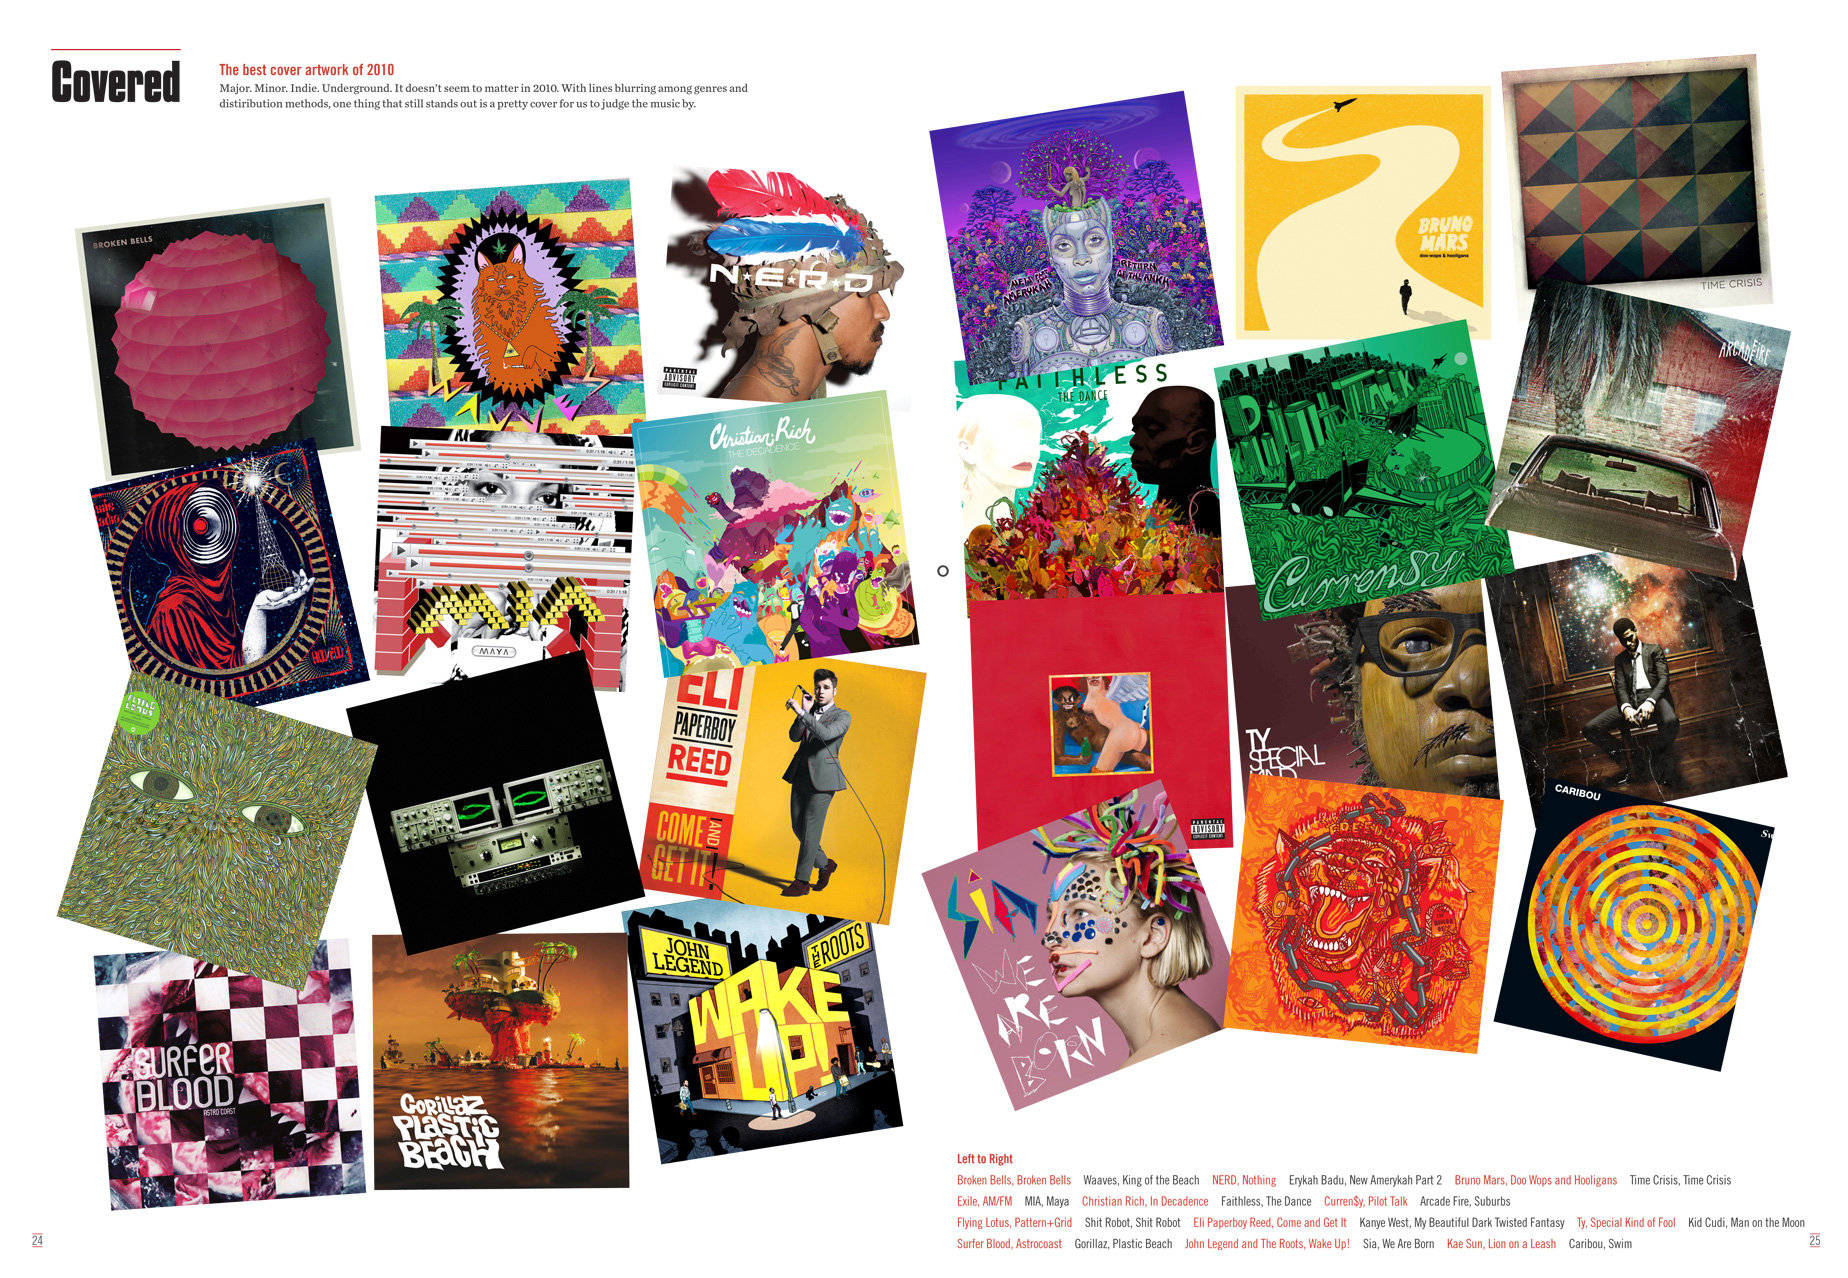 Covered
The best cover artwork of 2010
Major. Minor. Indie. Underground. It doesn't seem to matter in 2010. With lines blurring among genres and
distiribution methods, one thing that still stands out is a pretty cover for us to judge the music by.
BROKEN BELLS
N★E★R★D
PARENTAL
ADVISORY
EXPLICIT CONTENT
NEW
AMERYKAH
RETURN
OF THE ANKH
BRUNO
MARS
doo-wops & hooligans
TIME CRISIS
MIA
MAYA
Christian Rich
THE DECADENCE
FAITHLESS
THE DANCE
PILOT TALK
Curren$y
ARCADE FIRE
FLYING
LOTUS
ELI
PAPERBOY
REED
COME
AND
GET IT!
PARENTAL
ADVISORY
EXPLICIT CONTENT
TY
SPECIAL
KIND
SURFER
BLOOD
ASTRO COAST
GORILLAZ
PLASTIC
BEACH
JOHN
LEGEND
THE ROOTS
WAKE
UP!
SIA
WE
ARE
BORN
FREEDOM
CARIBOU
Left to Right
Broken Bells, Broken Bells Waaves, King of the Beach NERD, Nothing Erykah Badu, New Amerykah Part 2 Bruno Mars, Doo Wops and Hooligans Time Crisis, Time Crisis
Exile, AM/FM MIA, Maya Christian Rich, In Decadence Faithless, The Dance Curren$y, Pilot Talk Arcade Fire, Suburbs
Flying Lotus, Pattern+Grid Shit Robot, Shit Robot Eli Paperboy Reed, Come and Get It Kanye West, My Beautiful Dark Twisted Fantasy Ty, Special Kind of Fool Kid Cudi, Man on the Moon
Surfer Blood, Astrocoast Gorillaz, Plastic Beach John Legend and The Roots, Wake Up! Sia, We Are Born Kae Sun, Lion on a Leash Caribou, Swim
24
25